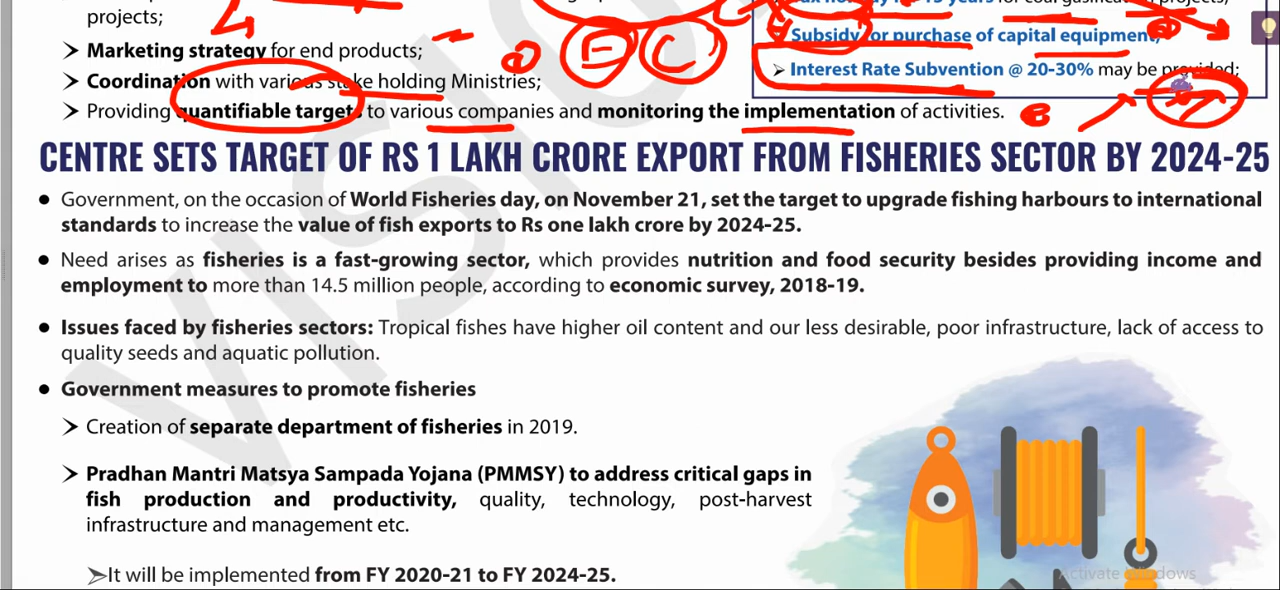 projects;
Marketing strategy for end products;
Coordination with various stake holding Ministries;
Providing quantifiable targets to various companies and monitoring the implementation of activities.
for 15 years for coal gasification projects,
Subsidy for purchase of capital equipment,
Interest Rate Subvention @ 20-30% may be provided;
E C
CENTRE SETS TARGET OF RS 1 LAKH CRORE EXPORT FROM FISHERIES SECTOR BY 2024-25
Government, on the occasion of World Fisheries day, on November 21, set the target to upgrade fishing harbours to international
standards to increase the value of fish exports to Rs one lakh crore by 2024-25.
Need arises as fisheries is a fast-growing sector, which provides nutrition and food security besides providing income and
employment to more than 14.5 million people, according to economic survey, 2018-19.
Issues faced by fisheries sectors: Tropical fishes have higher oil content and our less desirable, poor infrastructure, lack of access to
quality seeds and aquatic pollution.
Government measures to promote fisheries
Creation of separate department of fisheries in 2019.
Pradhan Mantri Matsya Sampada Yojana (PMMSY) to address critical gaps in
fish production and productivity, quality, technology, post-harvest
infrastructure and management etc.
It will be implemented from FY 2020-21 to FY 2024-25.
Activate Windows
VISIO